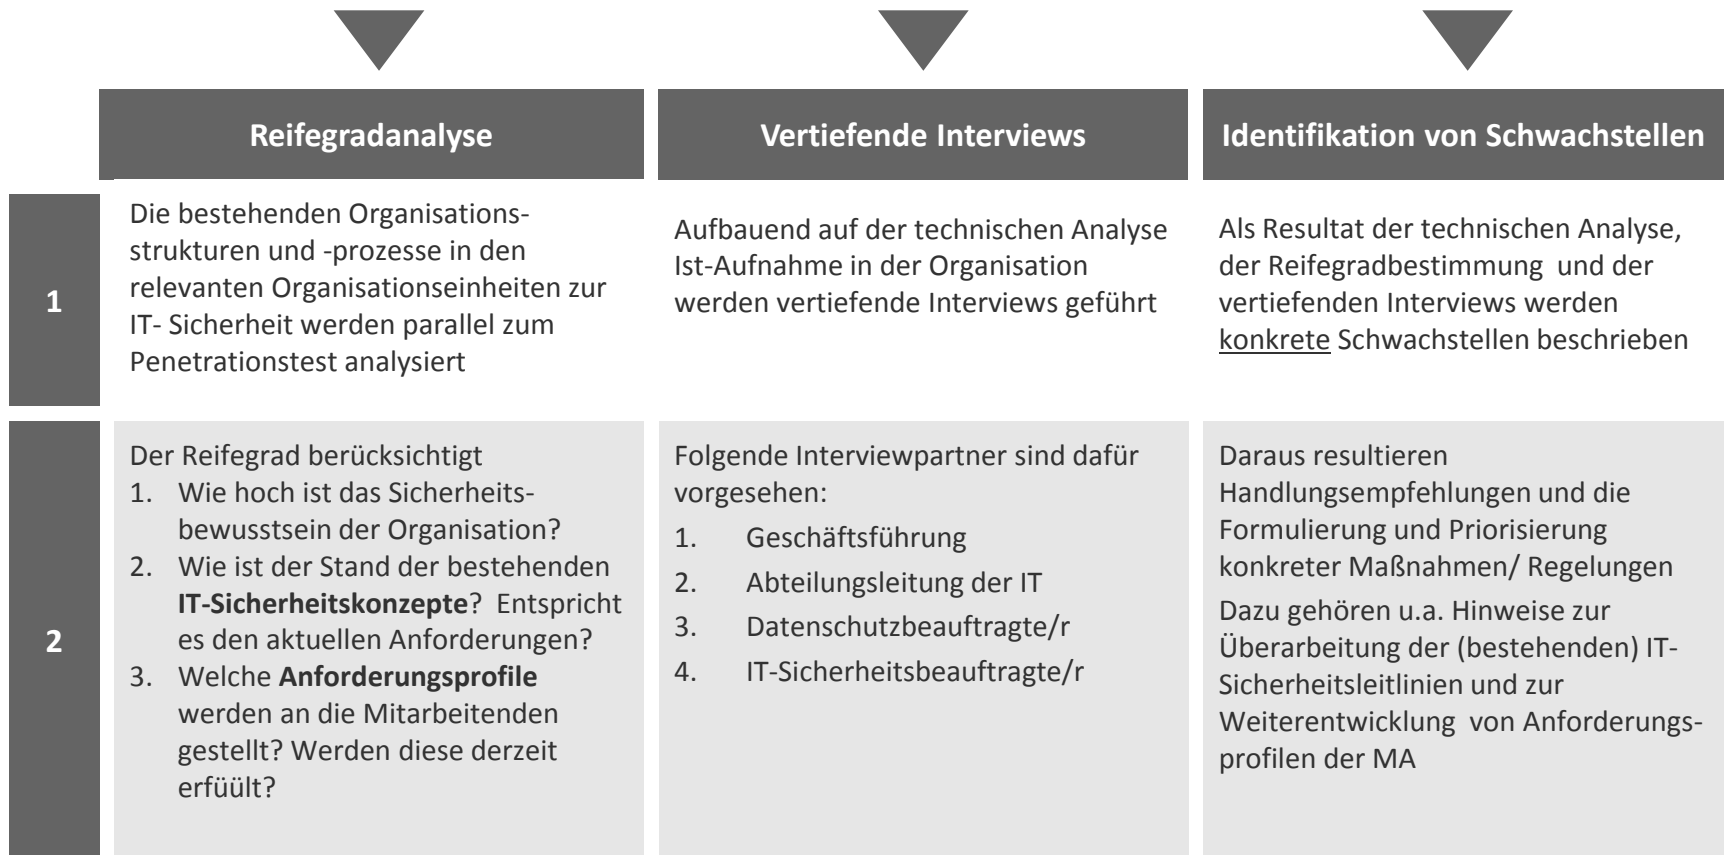 Reifegradanalyse
Vertiefende Interviews
Identifikation von Schwachstellen
1
Die bestehenden Organisations-
strukturen und -prozesse in den
relevanten Organisationseinheiten zur
IT- Sicherheit werden parallel zum
Penetrationstest analysiert
Aufbauend auf der technischen Analyse
Ist-Aufnahme in der Organisation
werden vertiefende Interviews geführt
Als Resultat der technischen Analyse,
der Reifegradbestimmung  und der
vertiefenden Interviews werden
konkrete Schwachstellen beschrieben
2
Der Reifegrad berücksichtigt
1. Wie hoch ist das Sicherheits-
bewusstsein der Organisation?
2. Wie ist der Stand der bestehenden
IT-Sicherheitskonzepte?  Entspricht
es den aktuellen Anforderungen?
3. Welche Anforderungsprofile
werden an die Mitarbeitenden
gestellt? Werden diese derzeit
erfüült?
Folgende Interviewpartner sind dafür
vorgesehen:
1. Geschäftsführung
2. Abteilungsleitung der IT
3. Datenschutzbeauftragte/r
4. IT-Sicherheitsbeauftragte/r
Daraus resultieren
Handlungsempfehlungen und die
Formulierung und Priorisierung
konkreter Maßnahmen/ Regelungen
Dazu gehören u.a. Hinweise zur
Überarbeitung der (bestehenden) IT-
Sicherheitsleitlinien und zur
Weiterentwicklung  von Anforderungs-
profilen der MA